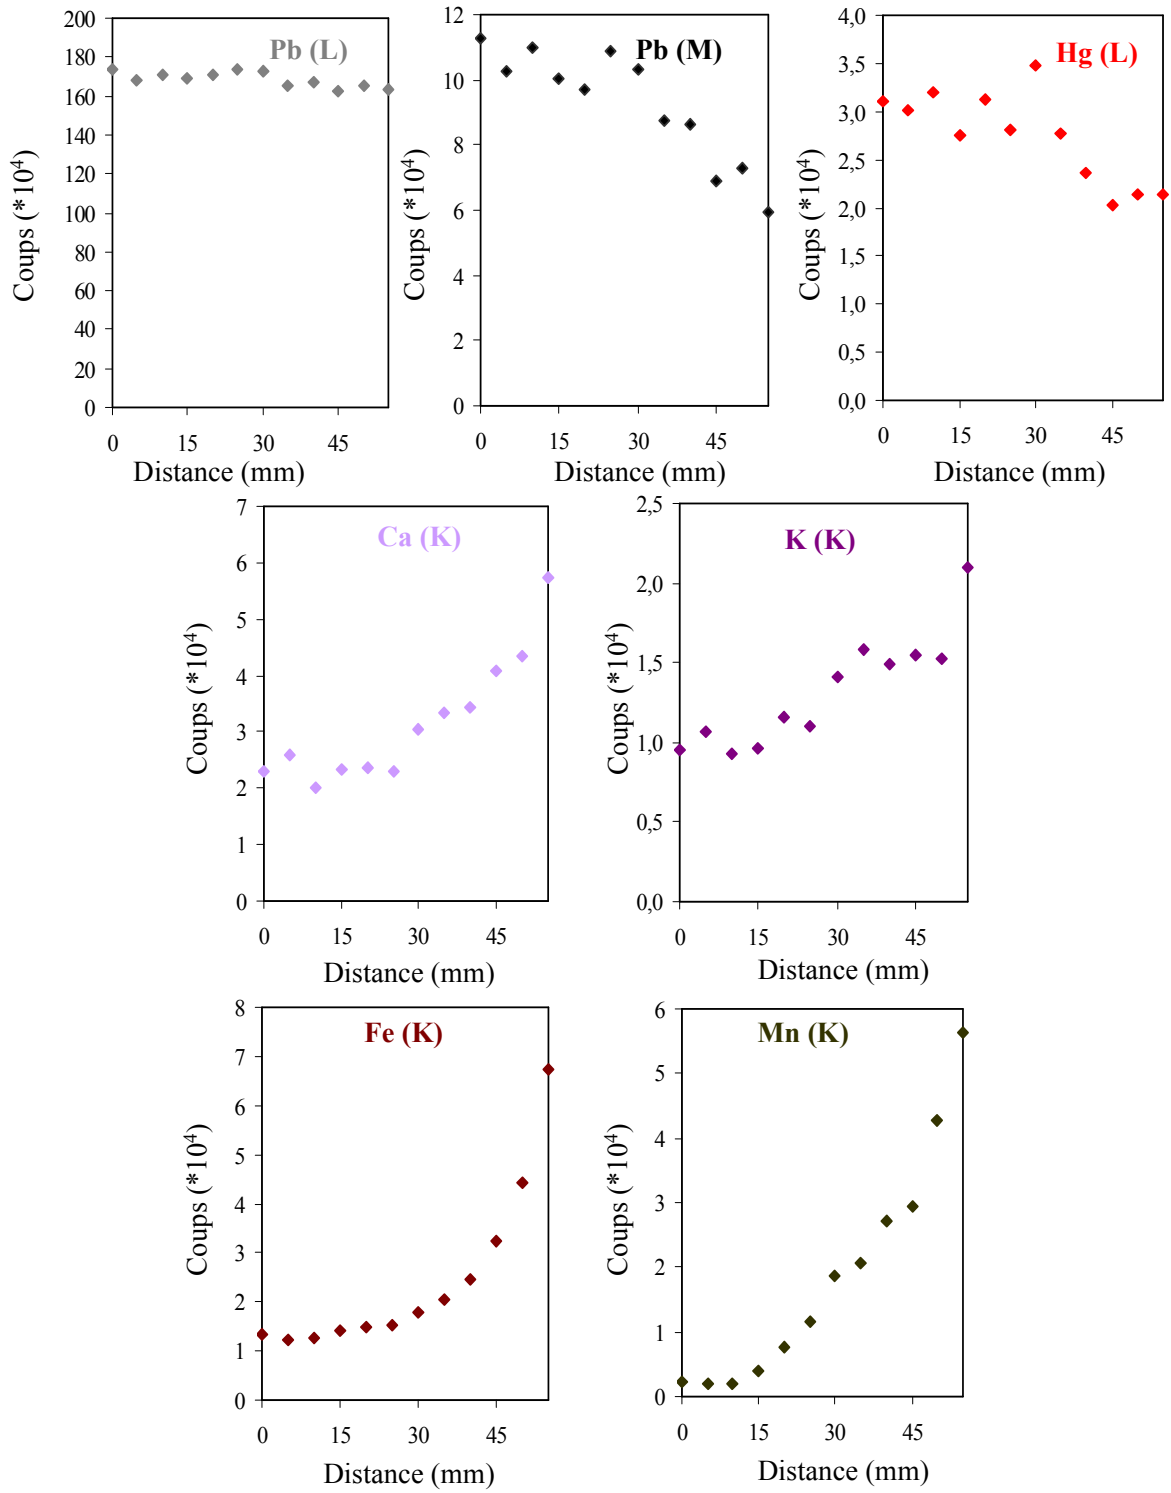 Pb (L)
Coups (*10⁴)
200
180
160
140
120
100
80
60
40
20
0
0 15 30 45
Distance (mm)
Pb (M)
Coups (*10⁴)
12
10
8
6
4
2
0
0 15 30 45
Distance (mm)
Hg (L)
Coups (*10⁴)
4,0
3,5
3,0
2,5
2,0
1,5
1,0
0,5
0,0
0 15 30 45
Distance (mm)
Ca (K)
Coups (*10⁴)
7
6
5
4
3
2
1
0
0 15 30 45
Distance (mm)
K (K)
Coups (*10⁴)
2,5
2,0
1,5
1,0
0,5
0,0
0 15 30 45
Distance (mm)
Fe (K)
Coups (*10⁴)
8
7
6
5
4
3
2
1
0
0 15 30 45
Distance (mm)
Mn (K)
Coups (*10⁴)
6
5
4
3
2
1
0
0 15 30 45
Distance (mm)